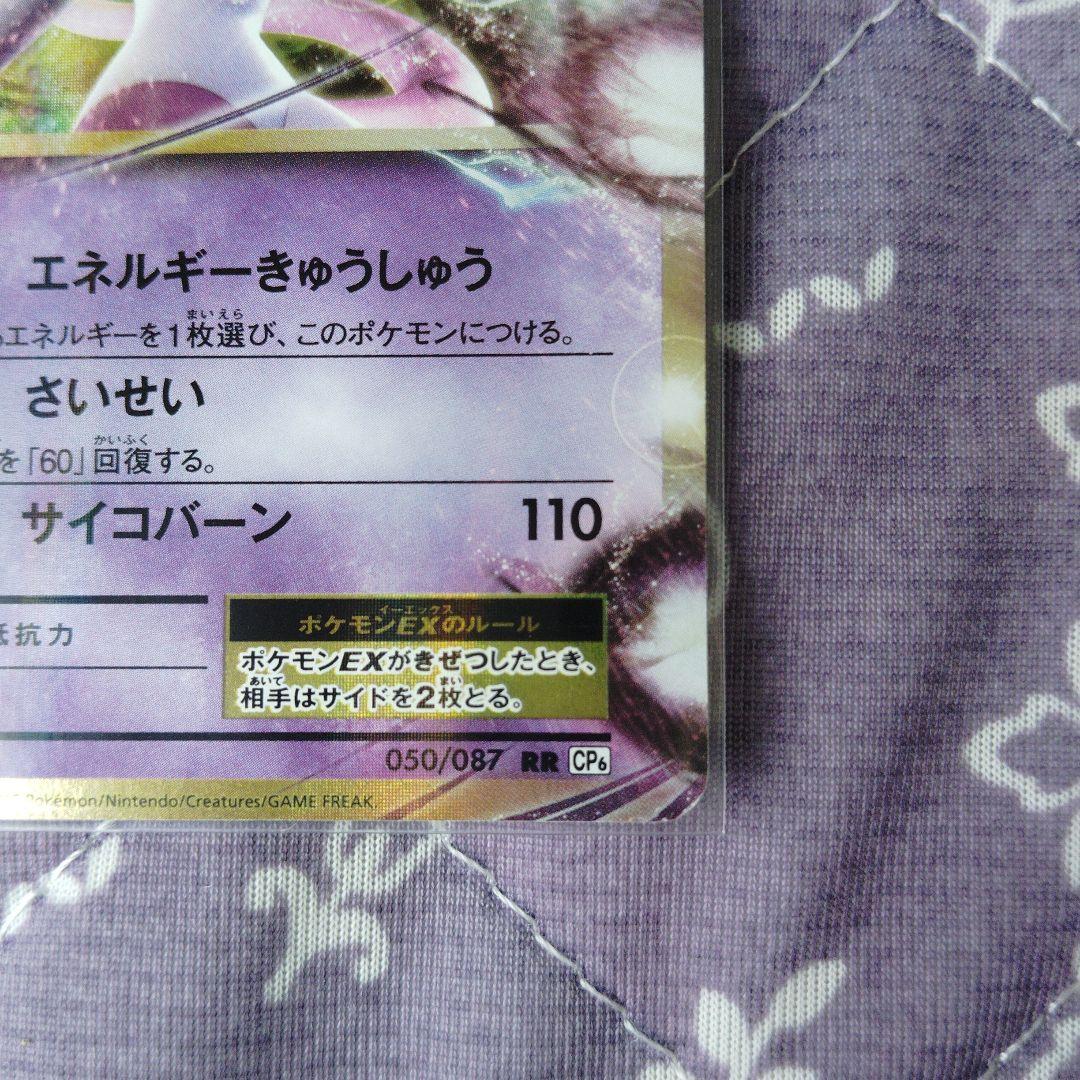 エネルギーきゅうしゅう
エネルギーを1枚選び、このポケモンにつける。
まいえら
さいせい
を「60」回復する。
かいふく
サイコバーン 110
抵抗力
ポケモンEXのルール
イーエックス
ポケモンEXがきぜつしたとき、
相手はサイドを2枚とる。
あいて まい
050/087 RR CP6
Pokémon/Nintendo/Creatures/GAME FREAK.